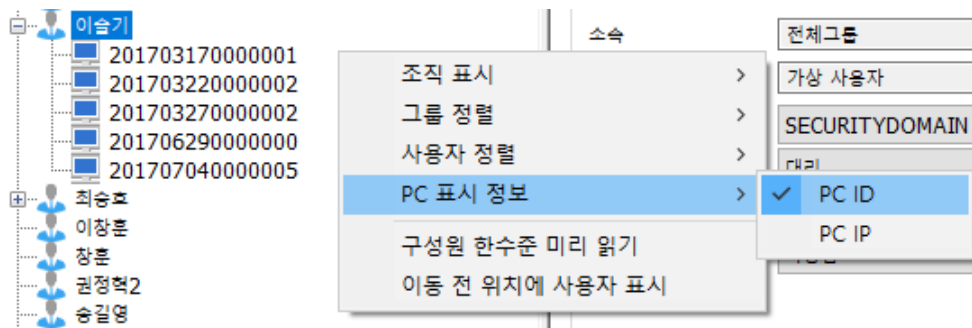 이슬기
201703170000001
201703220000002
201703270000002
201706290000000
201707040000005
최승호
이창훈
창훈
권정혁2
송길영
조직 표시
그룹 정렬
사용자 정렬
PC 표시 정보
구성원 한수준 미리 읽기
이동 전 위치에 사용자 표시
PC ID
PC IP
소속
전체그룹
가상 사용자
SECURITYDOMAIN
대리